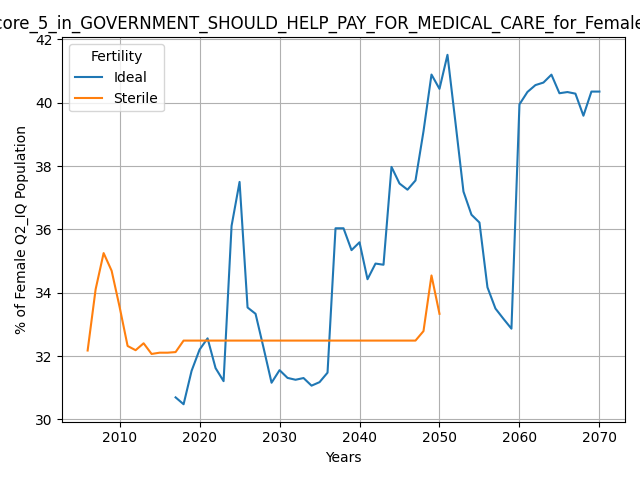 core_5_in_GOVERNMENT_SHOULD_HELP_PAY_FOR_MEDICAL_CARE_for_Female
Fertility
Ideal
Sterile
42
40
38
36
34
32
30
% of Female Q2_IQ Population
2010 2020 2030 2040 2050 2060 2070
Years